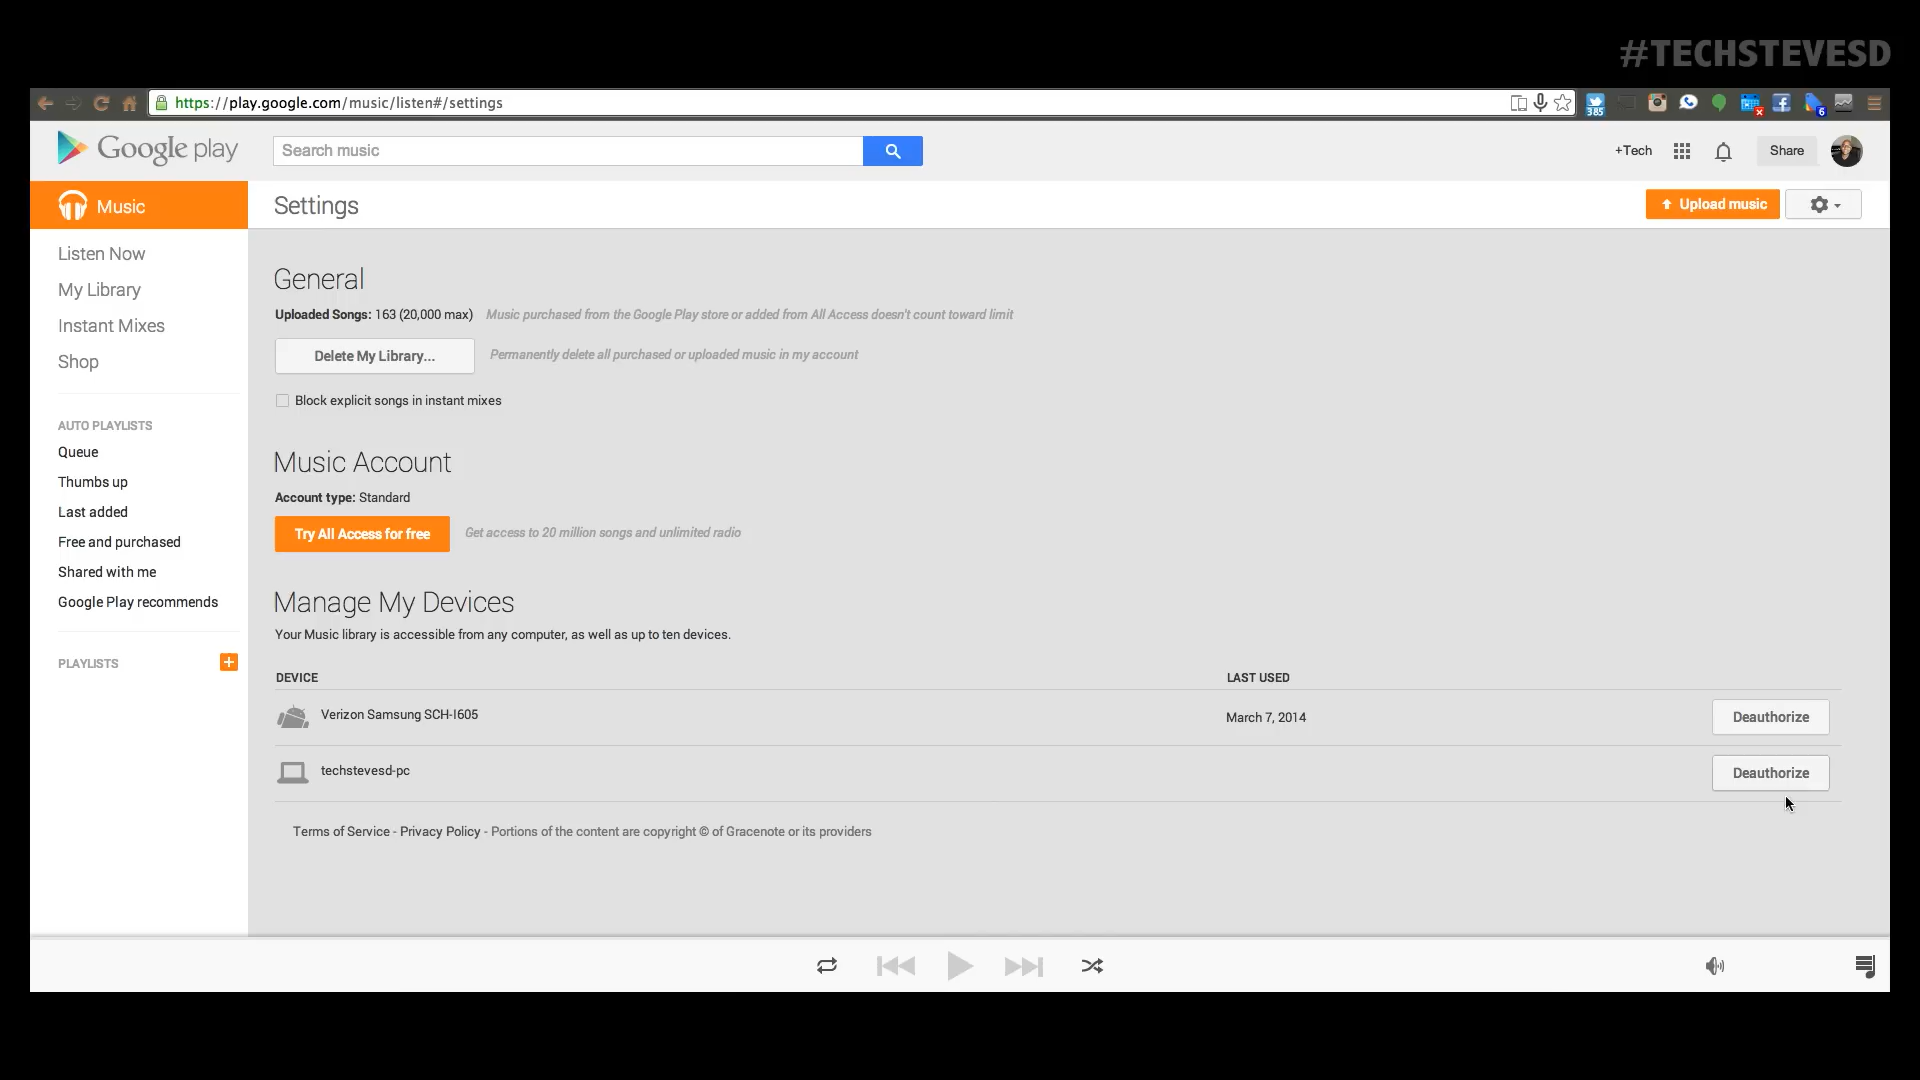 #TECHSTEVESD
https://play.google.com/music/listen#/settings
385
6
Google play
Search music
+Tech
Share
Music
Settings
Upload music
Listen Now
My Library
Instant Mixes
Shop
AUTO PLAYLISTS
Queue
Thumbs up
Last added
Free and purchased
Shared with me
Google Play recommends
PLAYLISTS
General
Uploaded Songs: 163 (20,000 max) Music purchased from the Google Play store or added from All Access doesn't count toward limit
Delete My Library... Permanently delete all purchased or uploaded music in my account
Block explicit songs in instant mixes
Music Account
Account type: Standard
Try All Access for free Get access to 20 million songs and unlimited radio
Manage My Devices
Your Music library is accessible from any computer, as well as up to ten devices.
DEVICE LAST USED
Verizon Samsung SCH-I605 March 7, 2014 Deauthorize
techstevesd-pc Deauthorize
Terms of Service - Privacy Policy - Portions of the content are copyright © of Gracenote or its providers